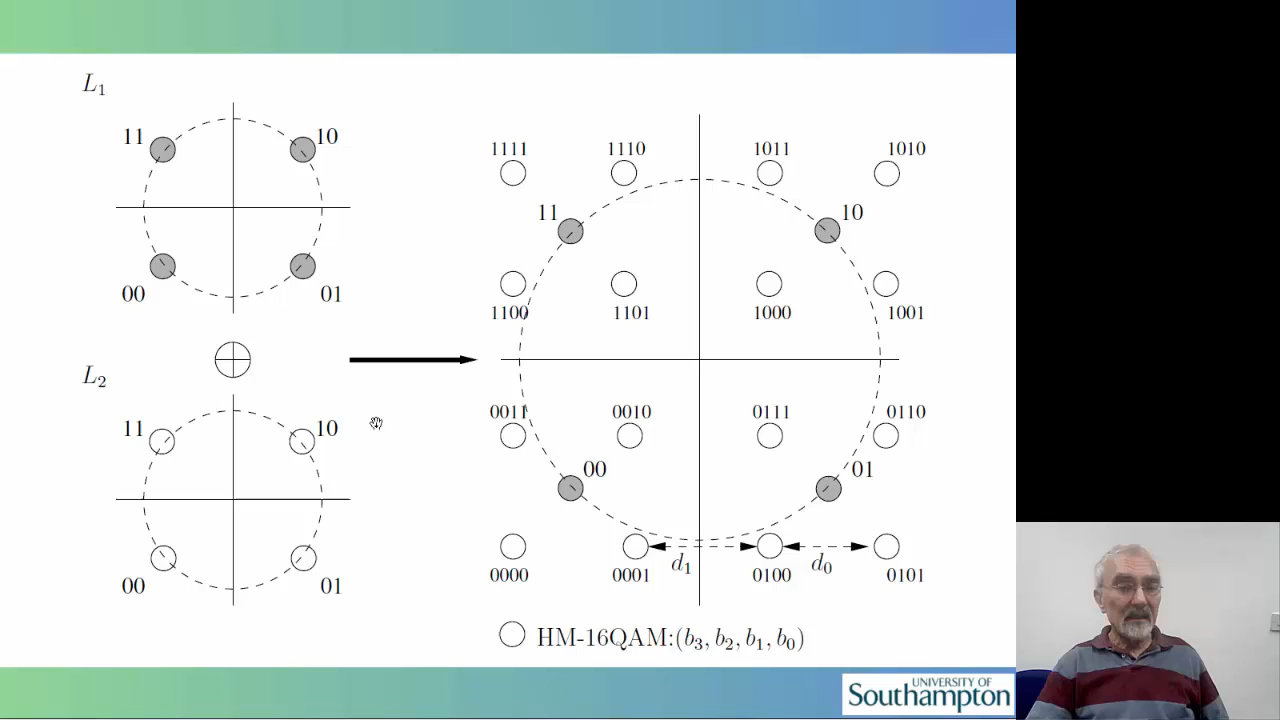 L₁
11 10
00 01
L₂
11 10
00 01
1111 1110 1011 1010
11 10
1100 1101 1000 1001
0011 0010 0111 0110
00 01
d₁ d₀
0000 0001 0100 0101
HM-16QAM:(b₃, b₂, b₁, b₀)
UNIVERSITY OF
Southampton